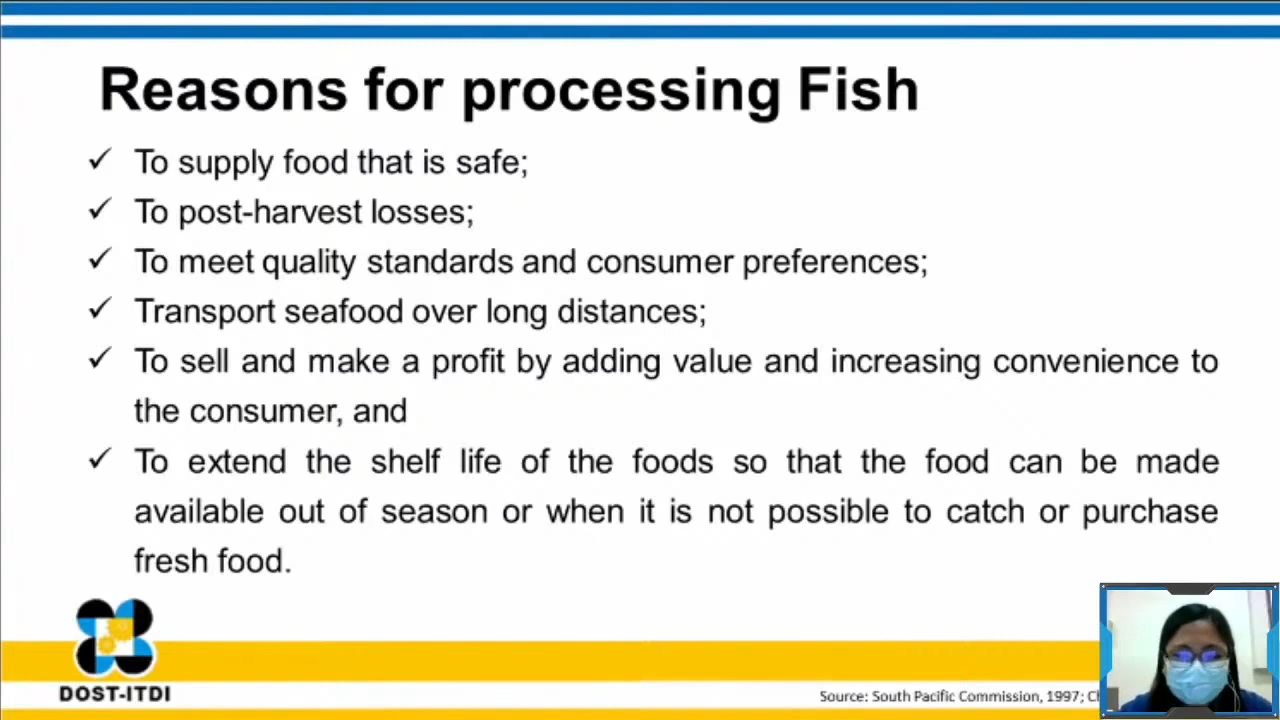 Reasons for processing Fish
✓ To supply food that is safe;
✓ To post-harvest losses;
✓ To meet quality standards and consumer preferences;
✓ Transport seafood over long distances;
✓ To sell and make a profit by adding value and increasing convenience to
the consumer, and
✓ To extend the shelf life of the foods so that the food can be made
available out of season or when it is not possible to catch or purchase
fresh food.
DOST-ITDI
Source: South Pacific Commission, 1997;